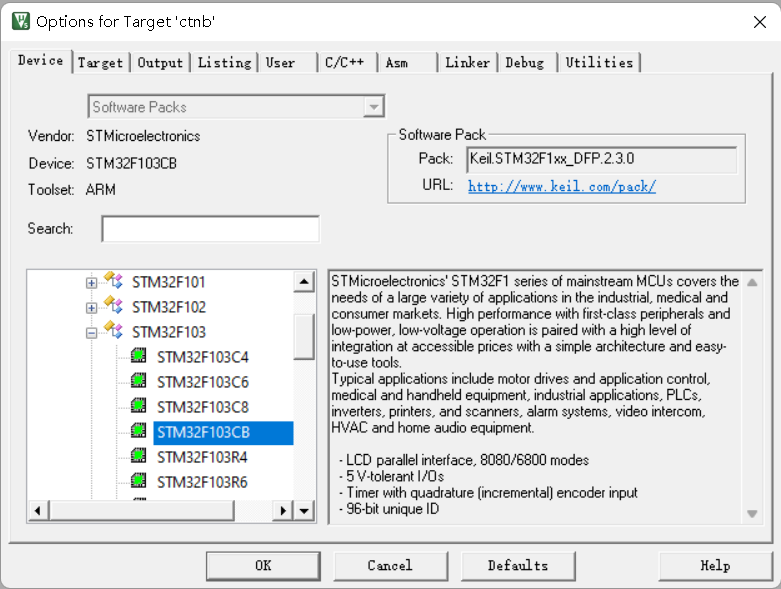 Options for Target 'ctnb'
Device Target Output Listing User C/C++ Asm Linker Debug Utilities
Software Packs
Vendor: STMicroelectronics
Device: STM32F103CB
Toolset: ARM
Search:
Software Pack
Pack: Keil.STM32F1xx_DFP.2.3.0
URL: http://www.keil.com/pack/
STM32F101
STM32F102
STM32F103
STM32F103C4
STM32F103C6
STM32F103C8
STM32F103CB
STM32F103R4
STM32F103R6
STMicroelectronics' STM32F1 series of mainstream MCUs covers the
needs of a large variety of applications in the industrial, medical and
consumer markets. High performance with first-class peripherals and
low-power, low-voltage operation is paired with a high level of
integration at accessible prices with a simple architecture and easy-
to-use tools.
Typical applications include motor drives and application control,
medical and handheld equipment, industrial applications, PLCs,
inverters, printers, and scanners, alarm systems, video intercom,
HVAC and home audio equipment.
- LCD parallel interface, 8080/6800 modes
- 5 V-tolerant I/Os
- Timer with quadrature (incremental) encoder input
- 96-bit unique ID
OK Cancel Defaults Help